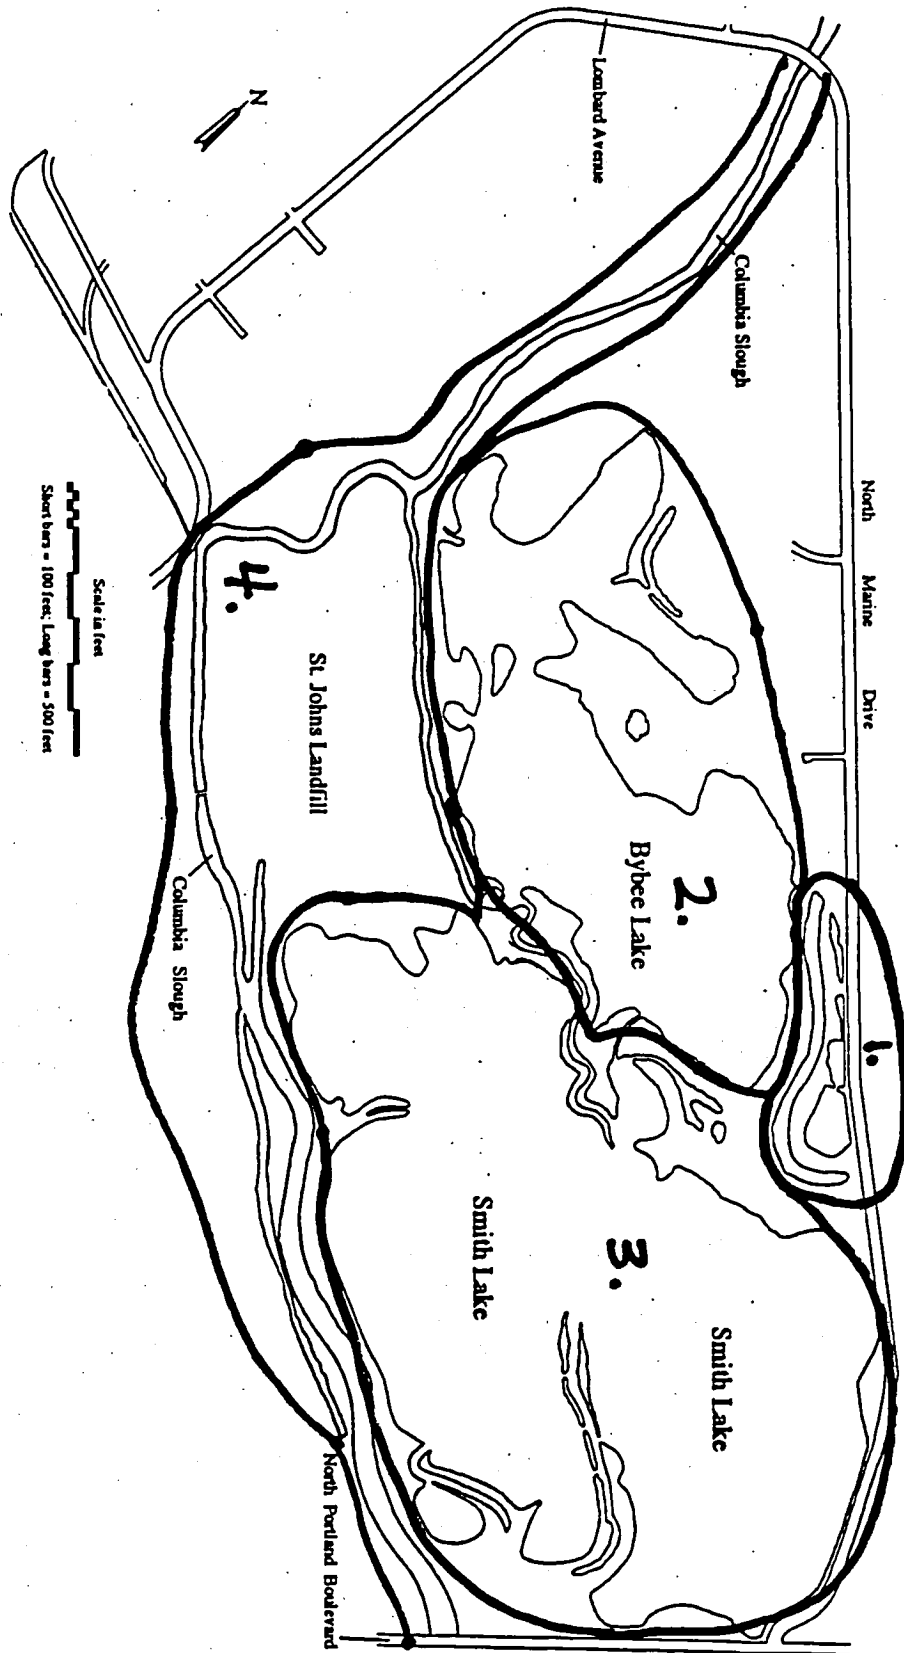 N
Lombard Avenue
Columbia Slough
North Marine Drive
Scale in feet
Short bars = 100 feet; Long bars = 500 feet
4.
St. Johns Landfill
Columbia Slough
2.
Bybee Lake
1.
3.
Smith Lake
Smith Lake
North Portland Boulevard